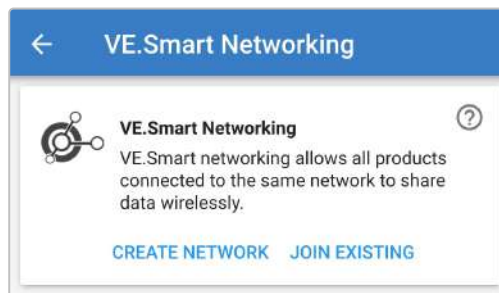 VE.Smart Networking
VE.Smart Networking
VE.Smart networking allows all products
connected to the same network to share
data wirelessly.
CREATE NETWORK JOIN EXISTING